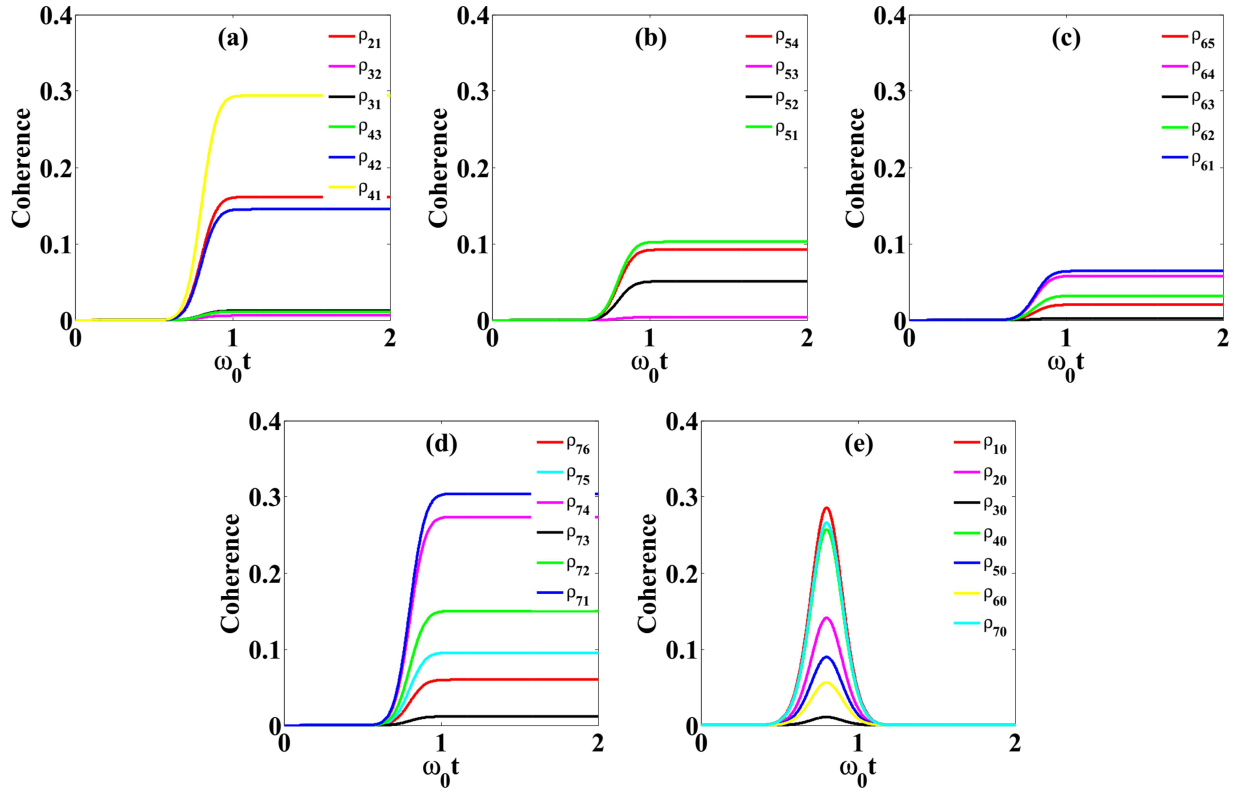 (a)
Coherence
0.4
0.3
0.2
0.1
0
0
1
2
ω₀t
ρ₂₁
ρ₃₂
ρ₃₁
ρ₄₃
ρ₄₂
ρ₄₁
(b)
Coherence
0.4
0.3
0.2
0.1
0
0
1
2
ω₀t
ρ₅₄
ρ₅₃
ρ₅₂
ρ₅₁
(c)
Coherence
0.4
0.3
0.2
0.1
0
0
1
2
ω₀t
ρ₆₅
ρ₆₄
ρ₆₃
ρ₆₂
ρ₆₁
(d)
Coherence
0.4
0.3
0.2
0.1
0
0
1
2
ω₀t
ρ₇₆
ρ₇₅
ρ₇₄
ρ₇₃
ρ₇₂
ρ₇₁
(e)
Coherence
0.4
0.3
0.2
0.1
0
0
1
2
ω₀t
ρ₁₀
ρ₂₀
ρ₃₀
ρ₄₀
ρ₅₀
ρ₆₀
ρ₇₀